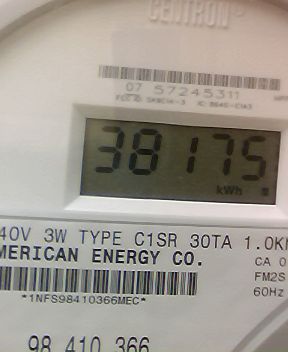 CENTRON
07 57245311
38175
kWh
40V 3W TYPE C1SR 30TA 1.0K
MERICAN ENERGY CO. CA 0
FM2S
60Hz
*1NFS98410366MEC*
98 410 366